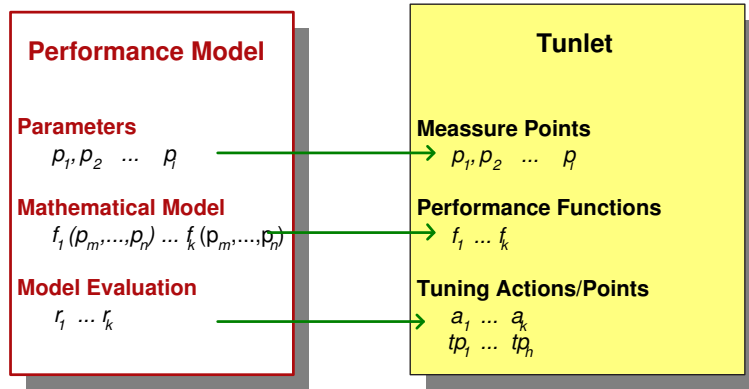 Performance Model
Parameters
p1, p2 ... pi
Mathematical Model
f1 (pm,...,pn) ... fk (pm,...,pn)
Model Evaluation
r1 ... rk
Tunlet
Meassure Points
p1, p2 ... pi
Performance Functions
f1 ... fk
Tuning Actions/Points
a1 ... ak
tp1 ... tpn